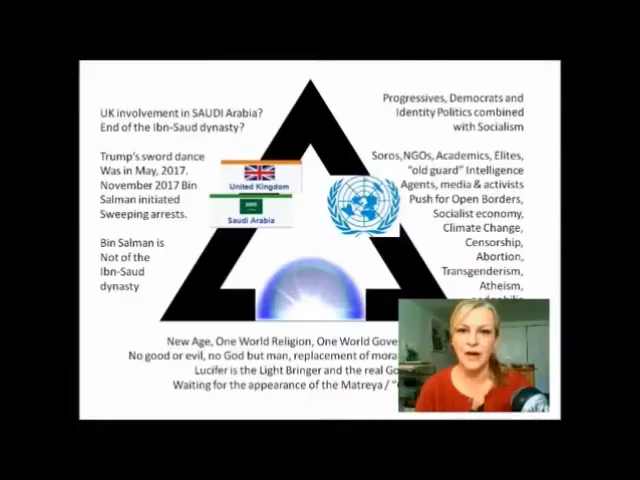 UK involvement in SAUDI Arabia?
End of the Ibn-Saud dynasty?
Trump's sword dance
Was in May, 2017.
November 2017 Bin
Salman initiated
Sweeping arrests.
Bin Salman is
Not of the
Ibn-Saud
dynasty
United Kingdom
Saudi Arabia
Progressives, Democrats and
Identity Politics combined
with Socialism
Soros,NGOs, Academics, Elites,
"old guard" Intelligence
Agents, media & activists
Push for Open Borders,
Socialist economy,
Climate Change,
Censorship,
Abortion,
Transgenderism,
Atheism,
New Age, One World Religion, One World
No good or evil, no God but man, replacement of
Lucifer is the Light Bringer and the real
Waiting for the appearance of the Matreya /